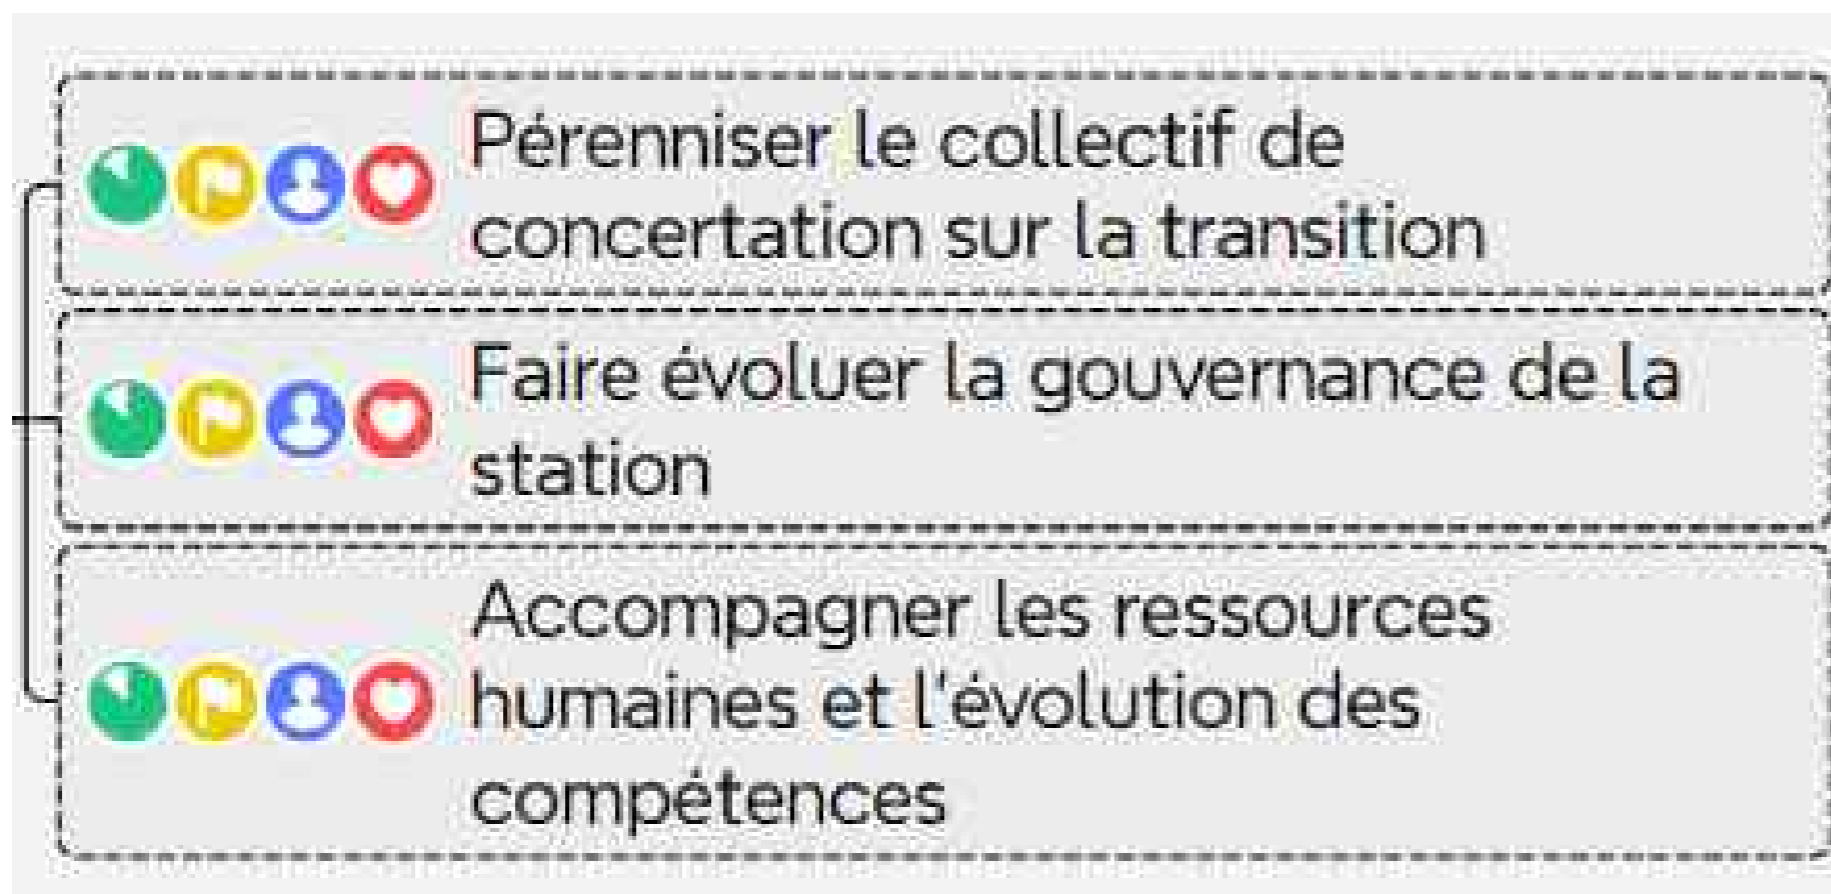 Pérenniser le collectif de
concertation sur la transition
Faire évoluer la gouvernance de la
station
Accompagner les ressources
humaines et l'évolution des
compétences